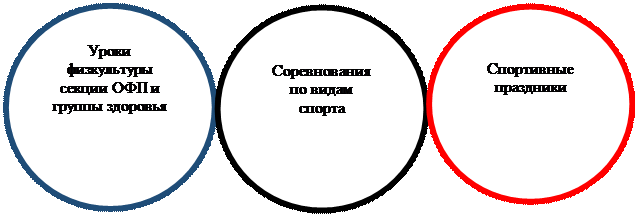 Уроки
физкультуры
секции ОФП и
группы здоровья
Соревнования
по видам
спорта
Спортивные
праздники